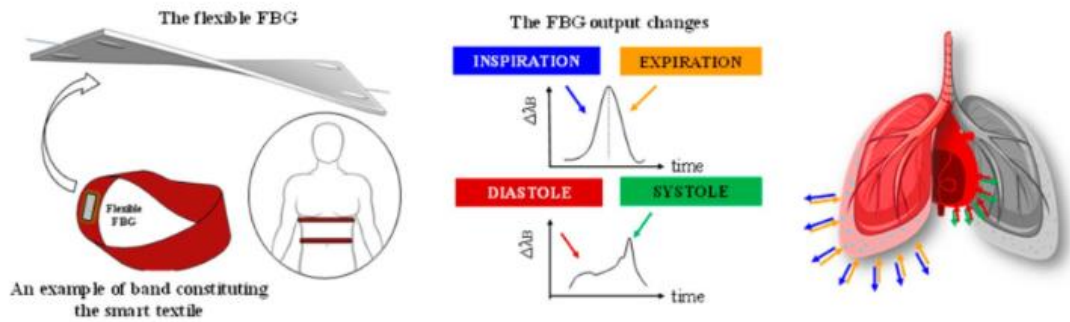 The flexible FBG
Flexible
FBG
An example of band constituting
the smart textile
The FBG output changes
INSPIRATION
EXPIRATION
ΔλB
time
DIASTOLE
SYSTOLE
ΔλB
time